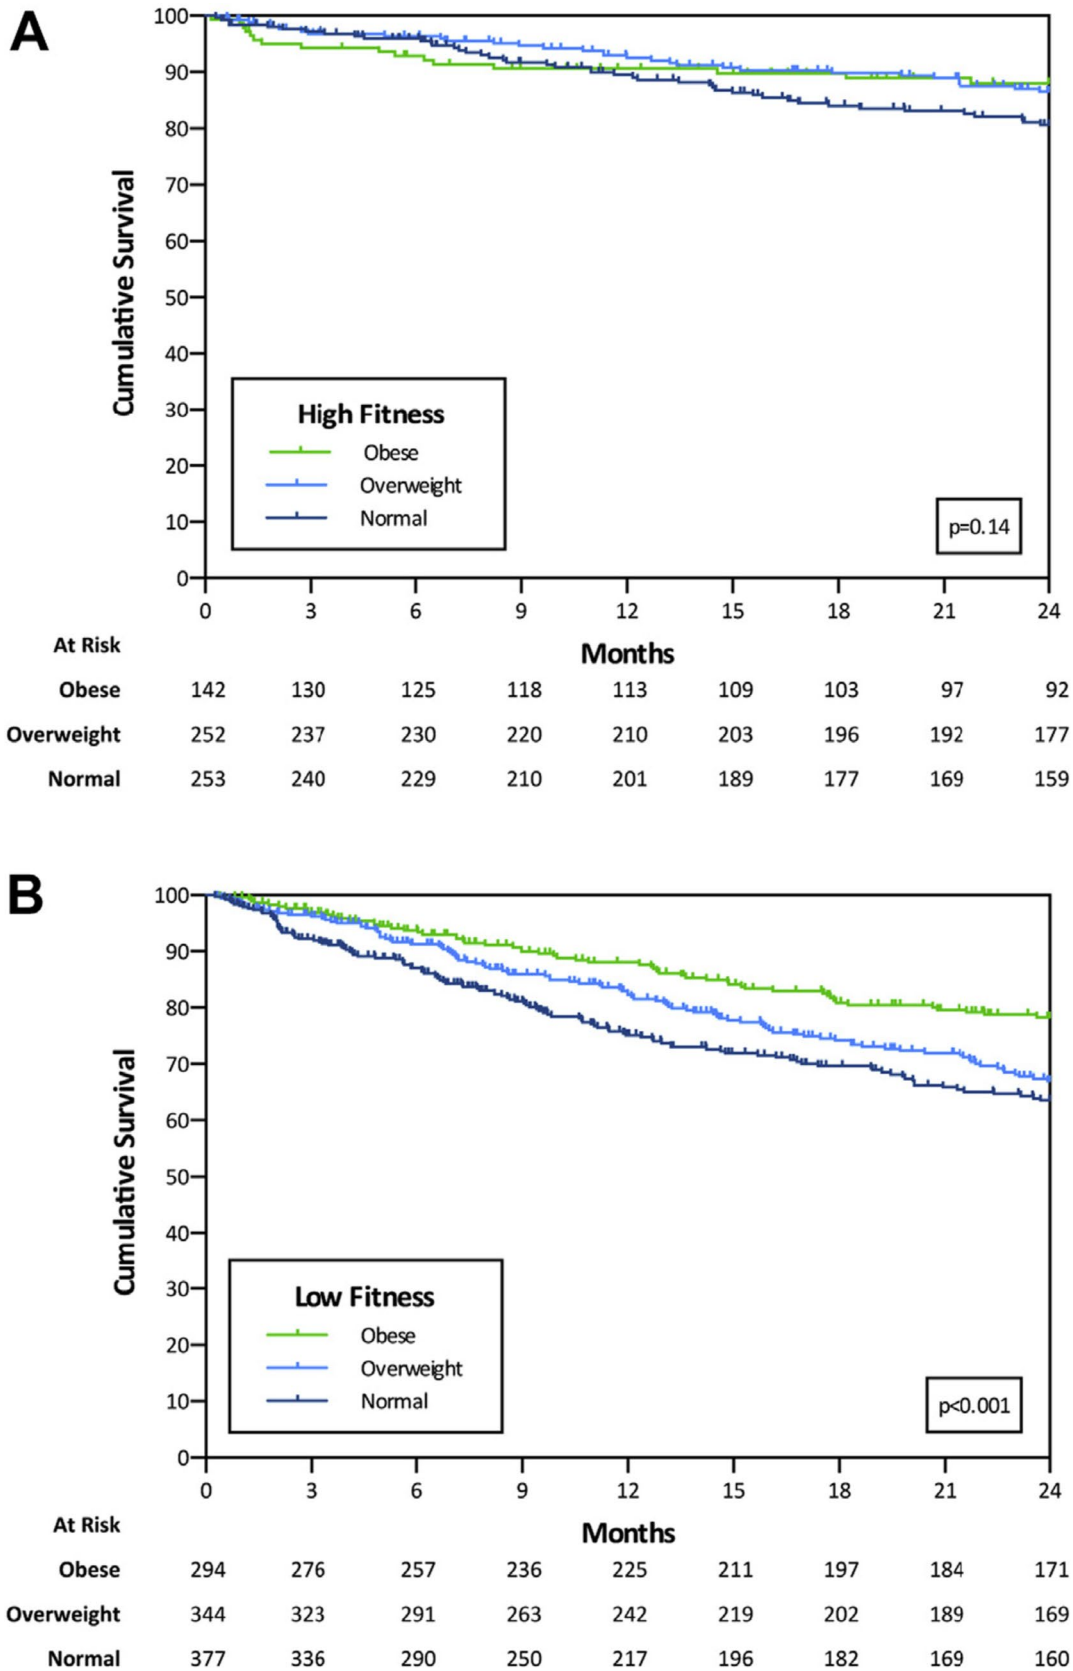 A
100
90
80
70
60
50
40
30
20
10
0
Cumulative Survival
High Fitness
Obese
Overweight
Normal
p=0.14
0 3 6 9 12 15 18 21 24
Months
At Risk
Obese 142 130 125 118 113 109 103 97 92
Overweight 252 237 230 220 210 203 196 192 177
Normal 253 240 229 210 201 189 177 169 159
B
100
90
80
70
60
50
40
30
20
10
0
Cumulative Survival
Low Fitness
Obese
Overweight
Normal
p<0.001
0 3 6 9 12 15 18 21 24
Months
At Risk
Obese 294 276 257 236 225 211 197 184 171
Overweight 344 323 291 263 242 219 202 189 169
Normal 377 336 290 250 217 196 182 169 160